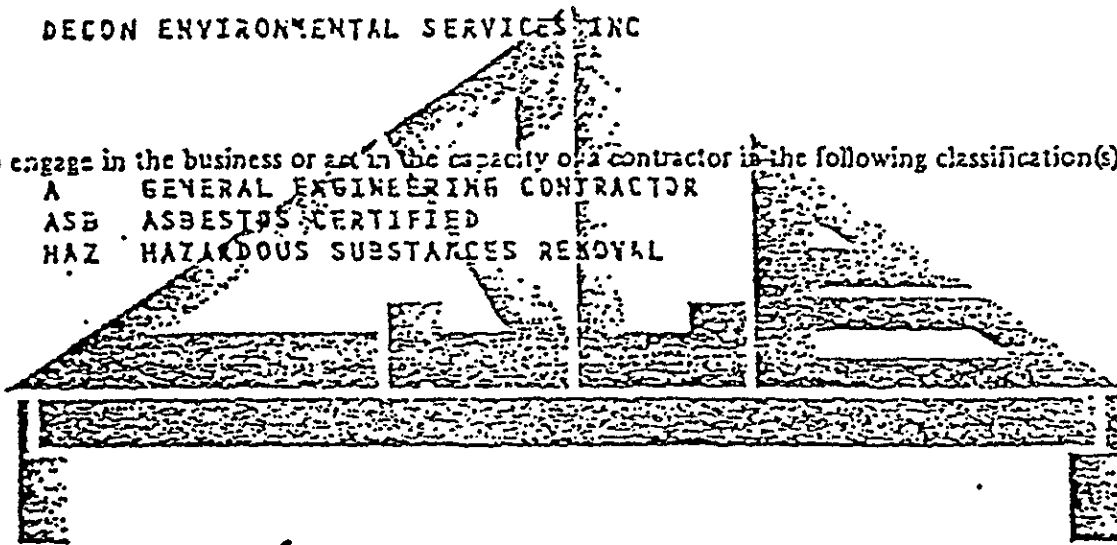 DECON ENVIRONMENTAL SERVICES INC
engage in the business or act in the capacity of a contractor in the following classification(s)
A GENERAL ENGINEERING CONTRACTOR
ASB ASBESTOS CERTIFIED
HAZ HAZARDOUS SUBSTANCES REMOVAL